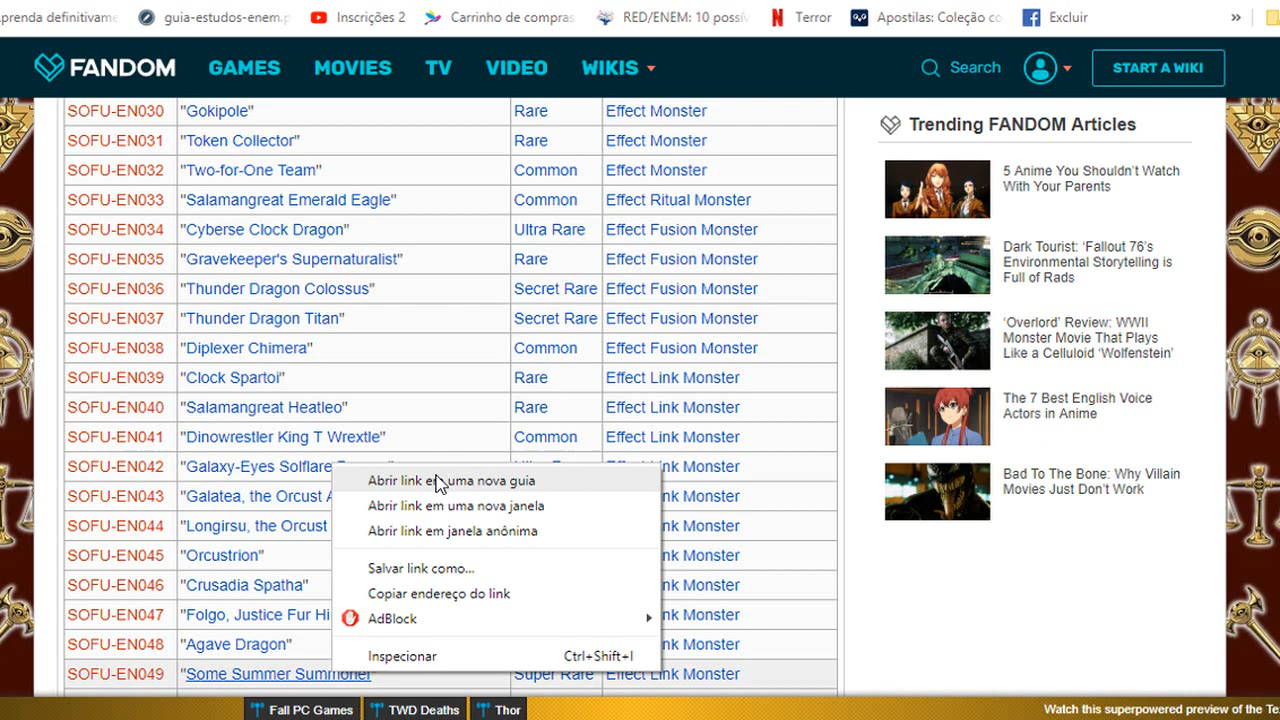 Aprenda definitivame
guia-estudos-enem.p
Inscrições 2
Carrinho de compras
RED/ENEM: 10 possív
Terror
Apostilas: Coleção co
Excluir
»
FANDOM
GAMES
MOVIES
TV
VIDEO
WIKIS
Search
START A WIKI
SOFU-EN030 "Gokipole" Rare Effect Monster
SOFU-EN031 "Token Collector" Rare Effect Monster
SOFU-EN032 "Two-for-One Team" Common Effect Monster
SOFU-EN033 "Salamangreat Emerald Eagle" Common Effect Ritual Monster
SOFU-EN034 "Cyberse Clock Dragon" Ultra Rare Effect Fusion Monster
SOFU-EN035 "Gravekeeper's Supernaturalist" Rare Effect Fusion Monster
SOFU-EN036 "Thunder Dragon Colossus" Secret Rare Effect Fusion Monster
SOFU-EN037 "Thunder Dragon Titan" Secret Rare Effect Fusion Monster
SOFU-EN038 "Diplexer Chimera" Common Effect Fusion Monster
SOFU-EN039 "Clock Spartoi" Rare Effect Link Monster
SOFU-EN040 "Salamangreat Heatleo" Rare Effect Link Monster
SOFU-EN041 "Dinowrestler King T Wrextle" Common Effect Link Monster
SOFU-EN042 "Galaxy-Eyes Solflare
SOFU-EN043 "Galatea, the Orcust A nk Monster
SOFU-EN044 "Longirsu, the Orcust nk Monster
SOFU-EN045 "Orcustrion" nk Monster
SOFU-EN046 "Crusadia Spatha" nk Monster
SOFU-EN047 "Folgo, Justice Fur Hi nk Monster
SOFU-EN048 "Agave Dragon" nk Monster
SOFU-EN049 "Some Summer Summoner" Super Rare Effect Link Monster
Abrir link em uma nova guia
Abrir link em uma nova janela
Abrir link em janela anônima
Salvar link como...
Copiar endereço do link
AdBlock
Inspecionar Ctrl+Shift+I
Trending FANDOM Articles
5 Anime You Shouldn't Watch
With Your Parents
Dark Tourist: 'Fallout 76's
Environmental Storytelling is
Full of Rads
'Overlord' Review: WWII
Monster Movie That Plays
Like a Celluloid 'Wolfenstein'
The 7 Best English Voice
Actors in Anime
Bad To The Bone: Why Villain
Movies Just Don't Work
Fall PC Games
TWD Deaths
Thor
Watch this superpowered preview of the Te